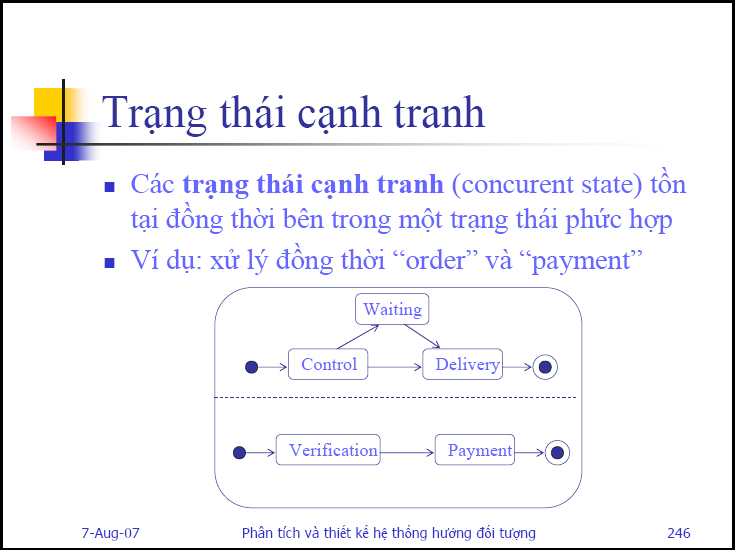 Trạng thái cạnh tranh
Các trạng thái cạnh tranh (concurent state) tồn
tại đồng thời bên trong một trạng thái phức hợp
Ví dụ: xử lý đồng thời “order” và “payment”
Waiting
Control
Delivery
Verification
Payment
7-Aug-07
Phân tích và thiết kế hệ thống hướng đối tượng
246